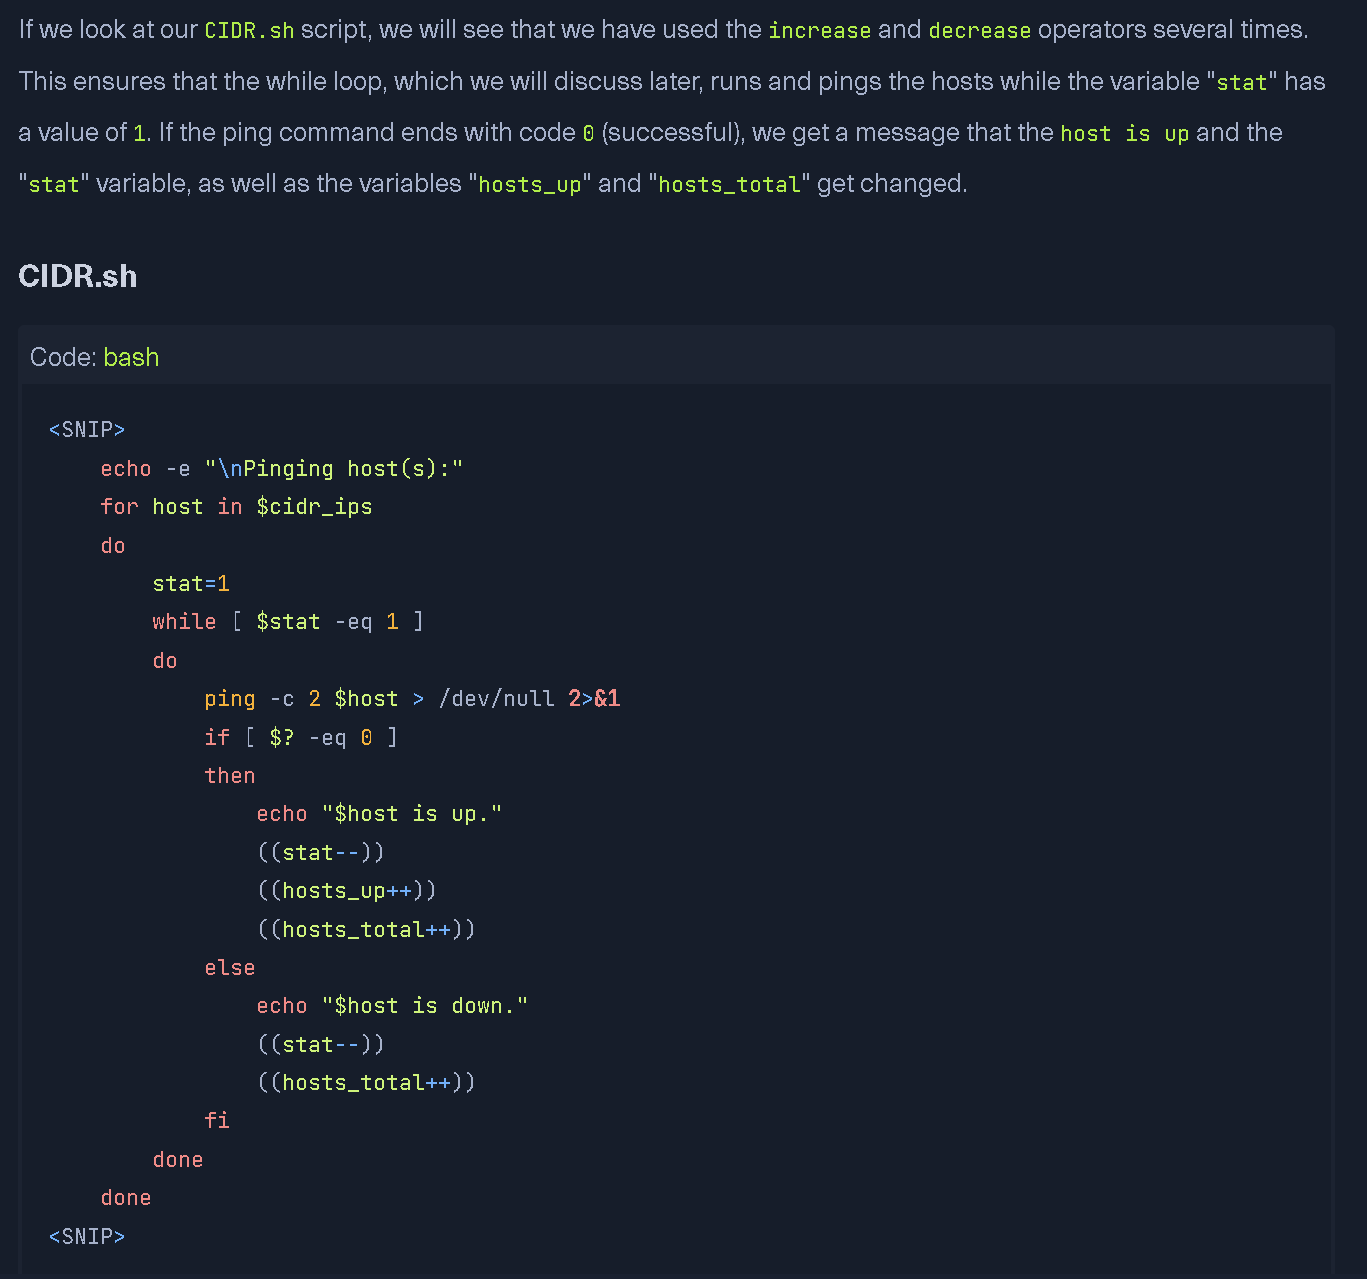 If we look at our CIDR.sh script, we will see that we have used the increase and decrease operators several times.
This ensures that the while loop, which we will discuss later, runs and pings the hosts while the variable "stat" has
a value of 1. If the ping command ends with code 0 (successful), we get a message that the host is up and the
"stat" variable, as well as the variables "hosts_up" and "hosts_total" get changed.
CIDR.sh
Code: bash
<SNIP>
    echo -e "\nPinging host(s):"
    for host in $cidr_ips
    do
        stat=1
        while [ $stat -eq 1 ]
        do
            ping -c 2 $host > /dev/null 2>&1
            if [ $? -eq 0 ]
            then
                echo "$host is up."
                ((stat--))
                ((hosts_up++))
                ((hosts_total++))
            else
                echo "$host is down."
                ((stat--))
                ((hosts_total++))
            fi
        done
    done
<SNIP>